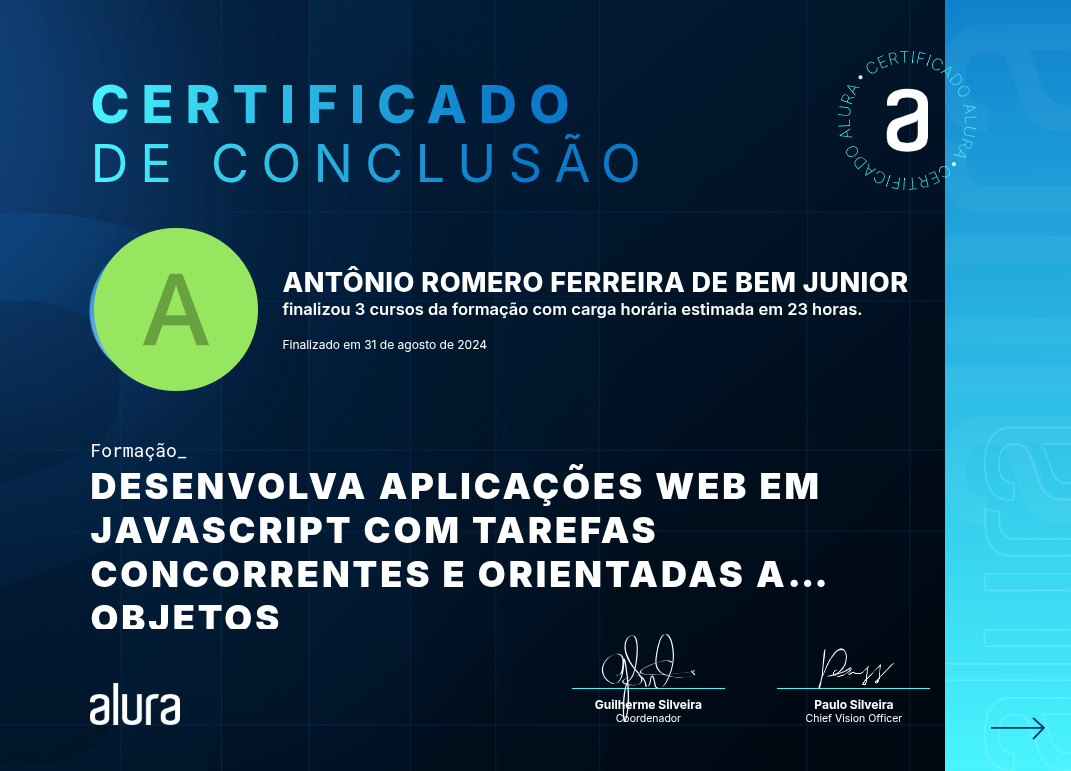 CERTIFICADO
DE CONCLUSÃO
CERTIFICADO ALURA • CERTIFICADO ALURA •
a
A
ANTÔNIO ROMERO FERREIRA DE BEM JUNIOR
finalizou 3 cursos da formação com carga horária estimada em 23 horas.
Finalizado em 31 de agosto de 2024
Formação_
DESENVOLVA APLICAÇÕES WEB EM
JAVASCRIPT COM TAREFAS
CONCORRENTES E ORIENTADAS A...
OBJETOS
alura
Guilherme Silveira
Coordenador
Paulo Silveira
Chief Vision Officer
alura